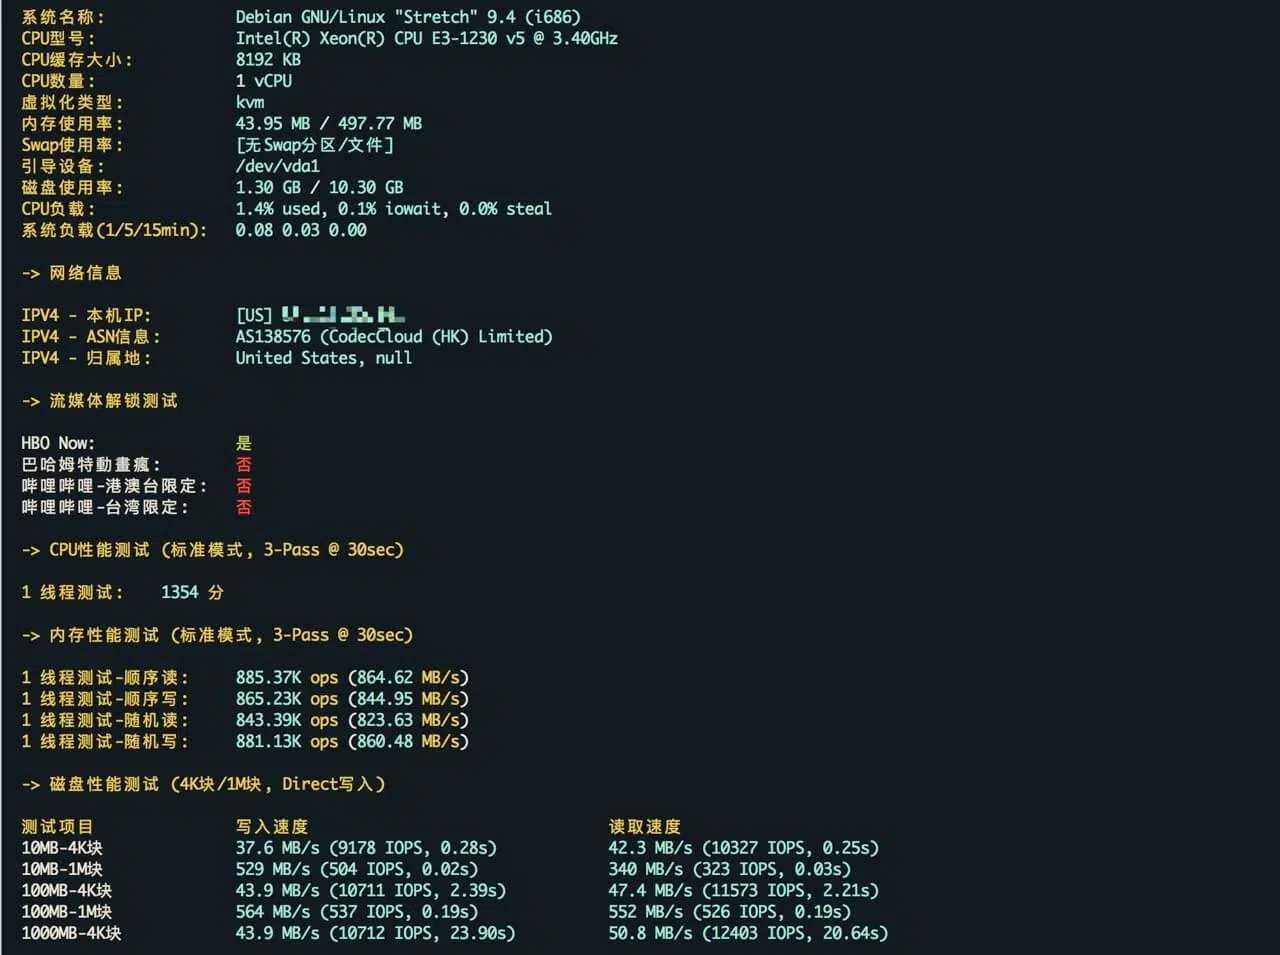 系统名称: Debian GNU/Linux "Stretch" 9.4 (i686)
CPU型号: Intel(R) Xeon(R) CPU E3-1230 v5 @ 3.40GHz
CPU缓存大小: 8192 KB
CPU数量: 1 vCPU
虚拟化类型: kvm
内存使用率: 43.95 MB / 497.77 MB
Swap使用率: [无Swap分区/文件]
引导设备: /dev/vda1
磁盘使用率: 1.30 GB / 10.30 GB
CPU负载: 1.4% used, 0.1% iowait, 0.0% steal
系统负载(1/5/15min): 0.08 0.03 0.00
-> 网络信息
IPV4 - 本机IP: [US]
IPV4 - ASN信息: AS138576 (CodecCloud (HK) Limited)
IPV4 - 归属地: United States, null
-> 流媒体解锁测试
HBO Now: 是
巴哈姆特動畫瘋: 否
哔哩哔哩-港澳台限定: 否
哔哩哔哩-台湾限定: 否
-> CPU性能测试 (标准模式, 3-Pass @ 30sec)
1 线程测试: 1354 分
-> 内存性能测试 (标准模式, 3-Pass @ 30sec)
1 线程测试-顺序读: 885.37K ops (864.62 MB/s)
1 线程测试-顺序写: 865.23K ops (844.95 MB/s)
1 线程测试-随机读: 843.39K ops (823.63 MB/s)
1 线程测试-随机写: 881.13K ops (860.48 MB/s)
-> 磁盘性能测试 (4K块/1M块, Direct写入)
测试项目 写入速度 读取速度
10MB-4K块 37.6 MB/s (9178 IOPS, 0.28s) 42.3 MB/s (10327 IOPS, 0.25s)
10MB-1M块 529 MB/s (504 IOPS, 0.02s) 340 MB/s (323 IOPS, 0.03s)
100MB-4K块 43.9 MB/s (10711 IOPS, 2.39s) 47.4 MB/s (11573 IOPS, 2.21s)
100MB-1M块 564 MB/s (537 IOPS, 0.19s) 552 MB/s (526 IOPS, 0.19s)
1000MB-4K块 43.9 MB/s (10712 IOPS, 23.90s) 50.8 MB/s (12403 IOPS, 20.64s)